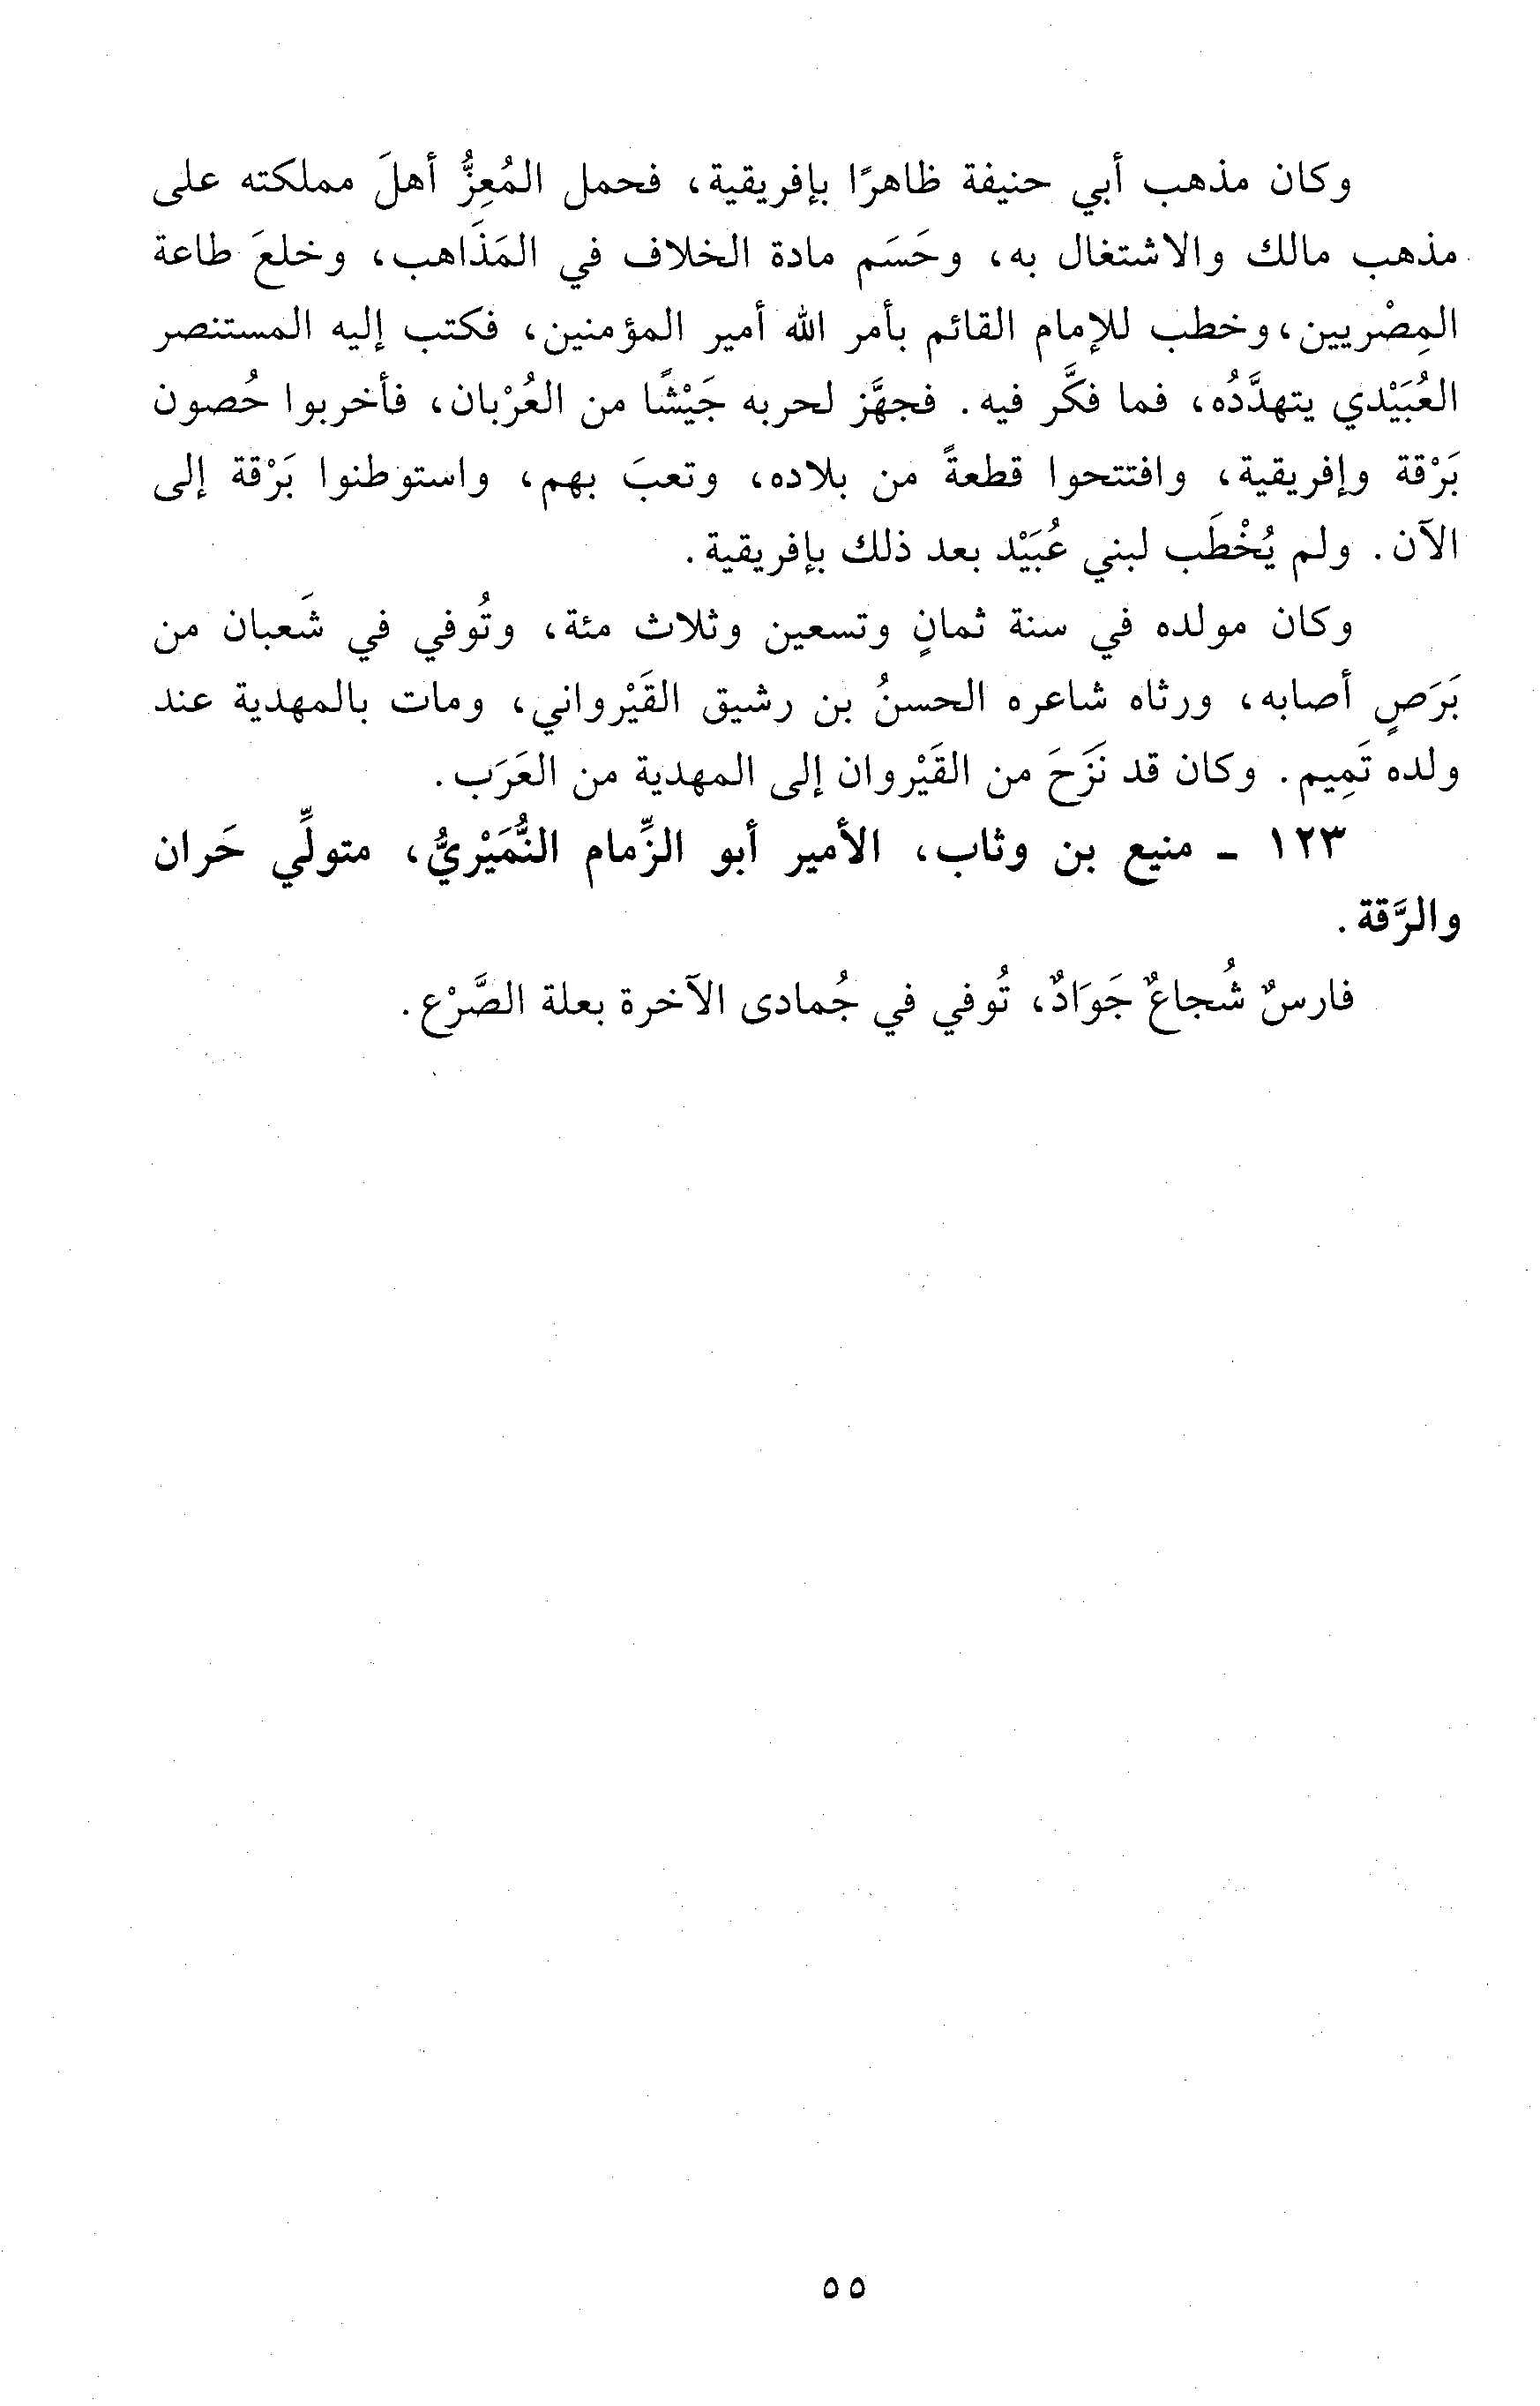 وكان مذهب أبي حنيفة ظاهرًا بإفريقية، فحمل المُعِزُّ أهلَ مملكته على
مذهب مالك والاشتغال به، وحَسَم مادة الخلاف في المَذَاهب، وخلعَ طاعة
المِصْريين، وخطب للإمام القائم بأمر الله أمير المؤمنين، فكتب إليه المستنصر
العُبَيْدي يتهدَّدُه، فما فكَّر فيه. فجهَّز لحربه جَيْشًا من العُرْبان، فأخربوا حُصون
بَرْقة وإفريقية، وافتتحوا قطعةً من بلاده، وتعبَ بهم، واستوطنوا بَرْقة إلى
الآن. ولم يُخْطَب لبني عُبَيْد بعد ذلك بإفريقية.
وكان مولده في سنة ثمانٍ وتسعين وثلاث مئة، وتُوفي في شَعبان من
بَرَصٍ أصابه، ورثاه شاعره الحسنُ بن رشيق القَيْرواني، ومات بالمهدية عند
ولده تَمِيم. وكان قد نَزَحَ من القَيْروان إلى المهدية من العَرَب.
١٢٣ - منيع بن وثاب، الأمير أبو الزِّمام النُّمَيْريُّ، متولِّي حَران
والرَّقة.
فارسٌ شُجاعٌ جَوَادٌ، تُوفي في جُمادى الآخرة بعلة الصَّرْع.
٥٥